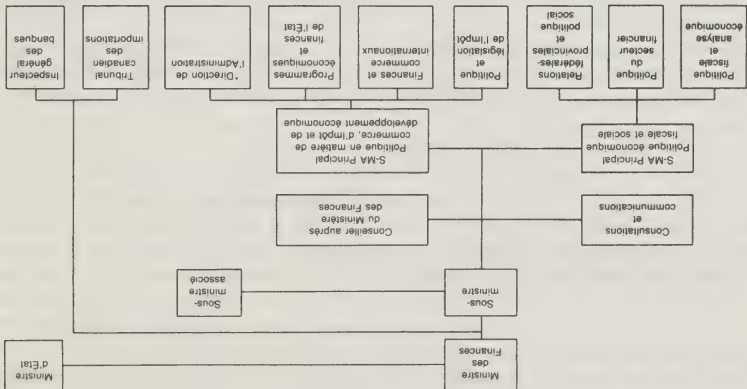 Ministre
des
Finances
Ministre
d'État
Sous-
ministre
Sous-
ministre
associé
Consultations
et
communications
Conseiller auprès
du Ministère
des Finances
S-MA Principal
Politique économique
fiscale et sociale
S-MA Principal
Politique en matière de
commerce, d'Impôt et de
développement économique
Politique
fiscale
et
analyse
économique
Politique
du
secteur
financier
Relations
fédérales-
provinciales
et
politique
social
Politique
et
législation
de l'Impôt
Finances et
commerce
internationaux
Programmes
économiques
et
finances
de l'État
*Direction de
l'Administration
Tribunal
canadien
des
importations
Inspecteur
général
des
banques